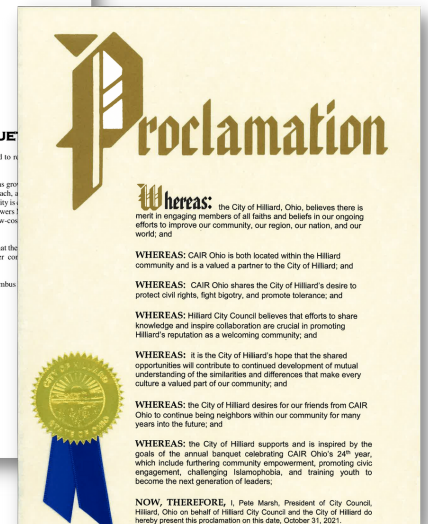 Proclamation
Whereas: the City of Hilliard, Ohio, believes there is
merit in engaging members of all faiths and beliefs in our ongoing
efforts to improve our community, our region, our nation, and our
world; and
WHEREAS: CAIR Ohio is both located within the Hilliard
community and is a valued a partner to the City of Hilliard; and
WHEREAS: CAIR Ohio shares the City of Hilliard's desire to
protect civil rights, fight bigotry, and promote tolerance; and
WHEREAS: Hilliard City Council believes that efforts to share
knowledge and inspire collaboration are crucial in promoting
Hilliard's reputation as a welcoming community; and
WHEREAS: it is the City of Hilliard's hope that the shared
opportunities will contribute to continued development of mutual
understanding of the similarities and differences that make every
culture a valued part of our community; and
WHEREAS: the City of Hilliard desires for our friends from CAIR
Ohio to continue being neighbors within our community for many
years into the future; and
WHEREAS: the City of Hilliard supports and is inspired by the
goals of the annual banquet celebrating CAIR Ohio's 24th year,
which include furthering community empowerment, promoting civic
engagement, challenging Islamophobia, and training youth to
become the next generation of leaders;
NOW, THEREFORE, I, Pete Marsh, President of City Council,
Hilliard, Ohio on behalf of Hilliard City Council and the City of Hilliard do
hereby present this proclamation on this date, October 31, 2021.